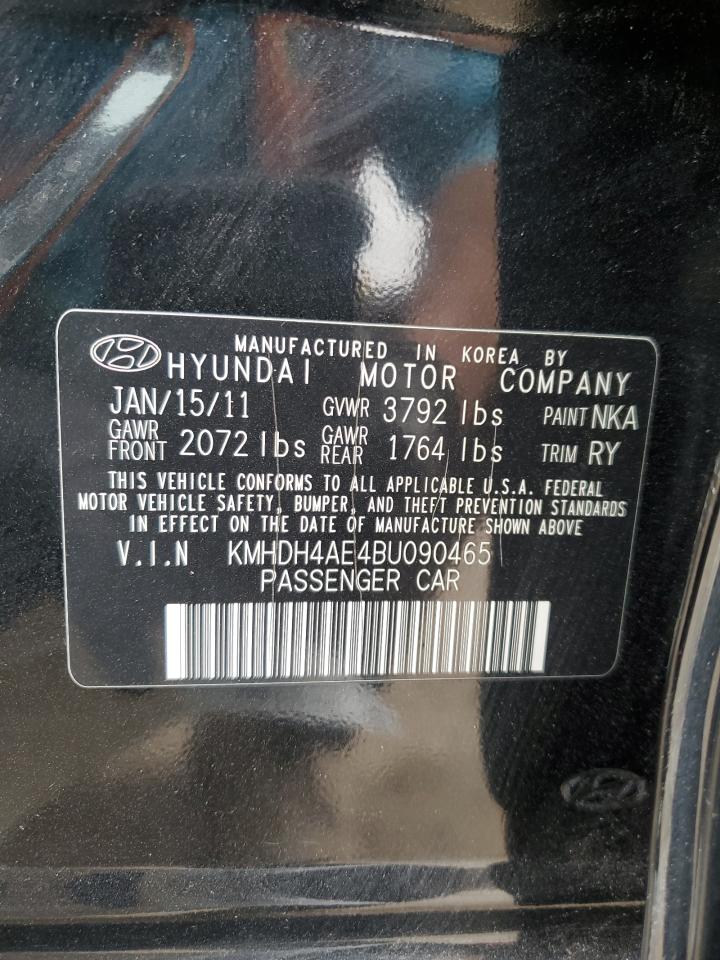 MANUFACTURED IN KOREA BY
HYUNDAI MOTOR COMPANY
JAN/15/11 GVWR 3792 lbs PAINT NKA
GAWR FRONT 2072 lbs GAWR REAR 1764 lbs TRIM RY
THIS VEHICLE CONFORMS TO ALL APPLICABLE U.S.A. FEDERAL
MOTOR VEHICLE SAFETY, BUMPER, AND THEFT PREVENTION STANDARDS
IN EFFECT ON THE DATE OF MANUFACTURE SHOWN ABOVE
V.I.N KMHDH4AE4BU090465
PASSENGER CAR